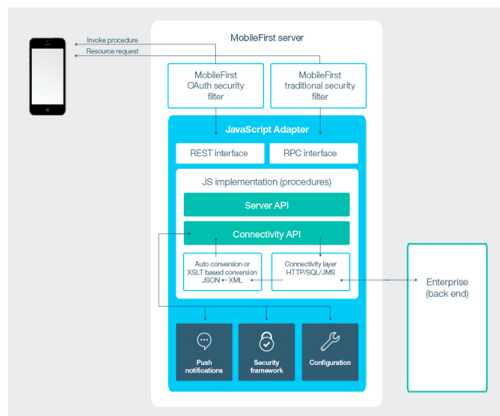 MobileFirst server
Invoke procedure
Resource request
MobileFirst
OAuth security
filter
MobileFirst
traditional security
filter
JavaScript Adapter
REST interface
RPC interface
JS implementation (procedures)
Server API
Connectivity API
Auto conversion or
XSLT based conversion
JSON ← XML
Connectivity layer
HTTP/SQL/JMS
Enterprise
(back end)
Push
notifications
Security
framework
Configuration